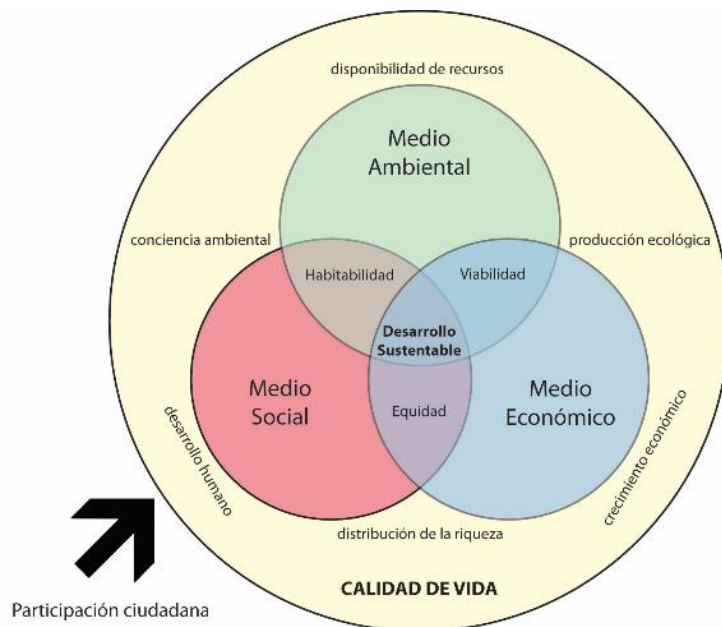 disponibilidad de recursos
Medio
Ambiental
conciencia ambiental
producción ecológica
Habitabilidad
Viabilidad
Desarrollo
Sustentable
Medio
Social
Equidad
Medio
Económico
desarrollo humano
crecimiento económico
distribución de la riqueza
CALIDAD DE VIDA
Participación ciudadana